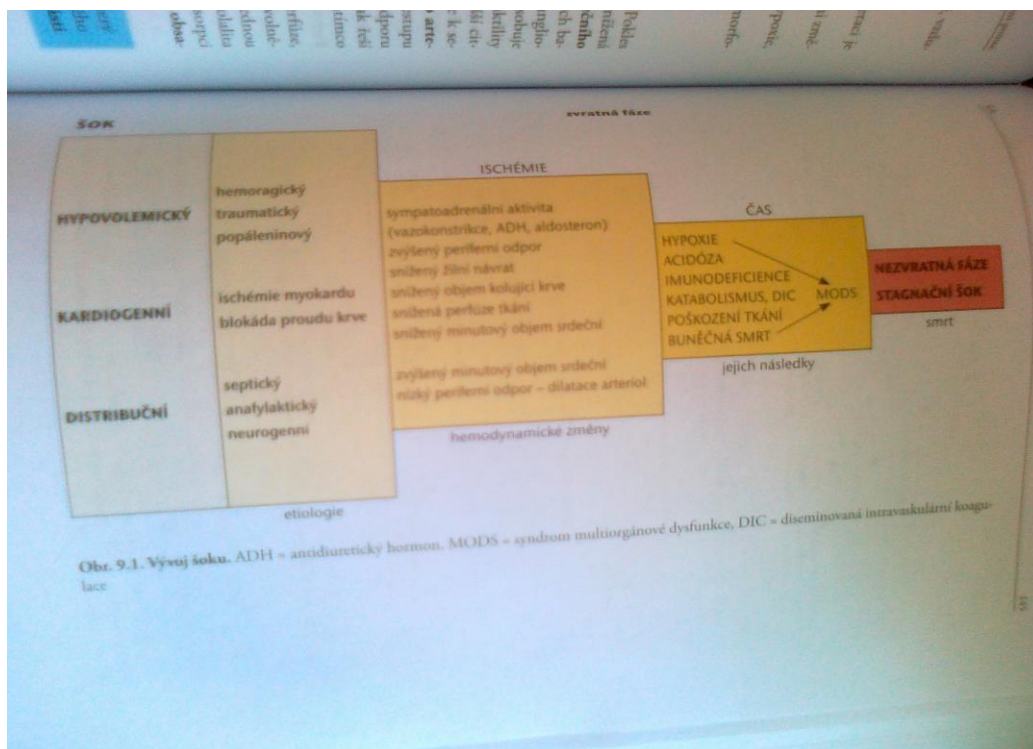 ŠOK
zvratná fáze
HYPOVOLEMICKÝ
hemoragický
traumatický
popáleninový
KARDIOGENNÍ
ischémie myokardu
blokáda proudu krve
DISTRIBUČNÍ
septický
anafylaktický
neurogenní
etiologie
ISCHÉMIE
sympatoadrenální aktivita
(vazokonstrikce, ADH, aldosteron)
zvýšený periferní odpor
snížený žilní návrat
snížený objem kolující krve
snížená perfúze tkání
snížený minutový objem srdeční
zvýšený minutový objem srdeční
nízký periferní odpor – dilatace arteriol
hemodynamické změny
ČAS
HYPOXIE
ACIDÓZA
IMUNODEFICIENCE
KATABOLISMUS, DIC
POŠKOZENÍ TKÁNÍ
BUNĚČNÁ SMRT
MODS
jejich následky
NEZVRATNÁ FÁZE
STAGNAČNÍ ŠOK
smrt
Obr. 9.1. Vývoj šoku. ADH = antidiuretický hormon. MODS = syndrom multiorgánové dysfunkce, DIC = diseminovaná intravaskulární koagu-
lace